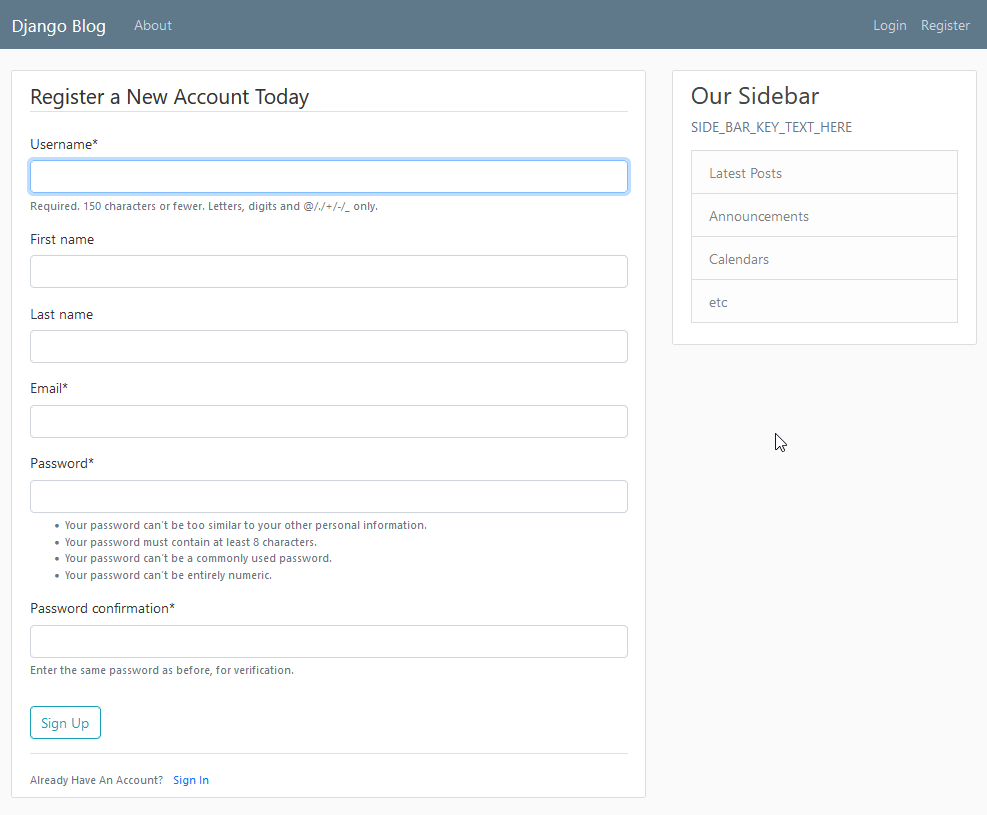 Django Blog About Login Register
Register a New Account Today
Username*
Required. 150 characters or fewer. Letters, digits and @/./+/-/_ only.
First name
Last name
Email*
Password*
• Your password can't be too similar to your other personal information.
• Your password must contain at least 8 characters.
• Your password can't be a commonly used password.
• Your password can't be entirely numeric.
Password confirmation*
Enter the same password as before, for verification.
Sign Up
Already Have An Account? Sign In
Our Sidebar
SIDE_BAR_KEY_TEXT_HERE
Latest Posts
Announcements
Calendars
etc